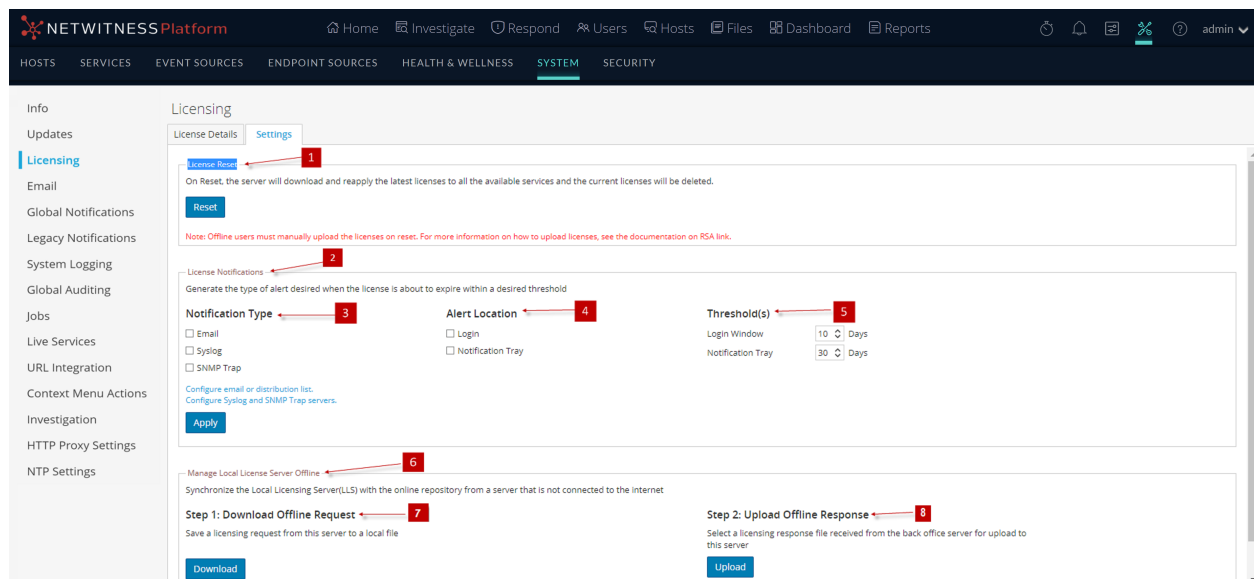 NETWITNESS Platform
Home Investigate Respond Users Hosts Files Dashboard Reports
admin
HOSTS SERVICES EVENT SOURCES ENDPOINT SOURCES HEALTH & WELLNESS SYSTEM SECURITY
Info
Updates
Licensing
Email
Global Notifications
Legacy Notifications
System Logging
Global Auditing
Jobs
Live Services
URL Integration
Context Menu Actions
Investigation
HTTP Proxy Settings
NTP Settings
Licensing
License Details Settings
License Reset 1
On Reset, the server will download and reapply the latest licenses to all the available services and the current licenses will be deleted.
Reset
Note: Offline users must manually upload the licenses on reset. For more information on how to upload licenses, see the documentation on RSA link.
License Notifications 2
Generate the type of alert desired when the license is about to expire within a desired threshold
Notification Type 3
Email
Syslog
SNMP Trap
Configure email or distribution list.
Configure Syslog and SNMP Trap servers.
Apply
Alert Location 4
Login
Notification Tray
Threshold(s) 5
Login Window 10 Days
Notification Tray 30 Days
Manage Local License Server Offline 6
Synchronize the Local Licensing Server(LLS) with the online repository from a server that is not connected to the internet
Step 1: Download Offline Request 7
Save a licensing request from this server to a local file
Download
Step 2: Upload Offline Response 8
Select a licensing response file received from the back office server for upload to
this server
Upload